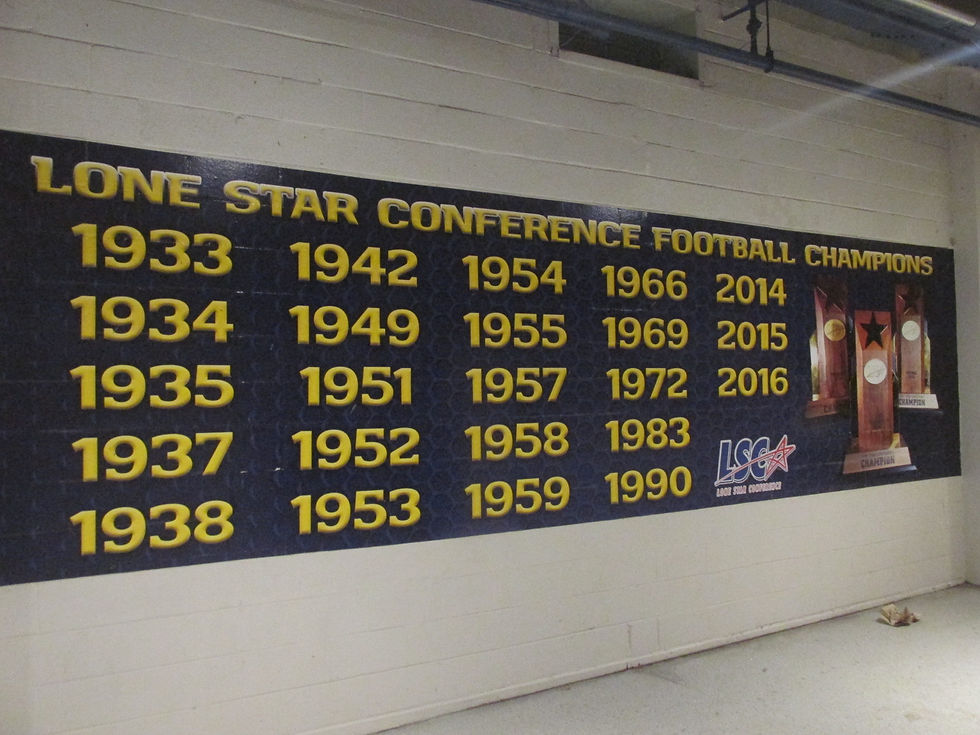 LONE STAR CONFERENCE FOOTBALL CHAMPIONS
1933 1942 1954 1966 2014
1934 1949 1955 1969 2015
1935 1951 1957 1972 2016
1937 1952 1958 1983
1938 1953 1959 1990
LSC
LONE STAR CONFERENCE
CHAMPION
CHAMPION